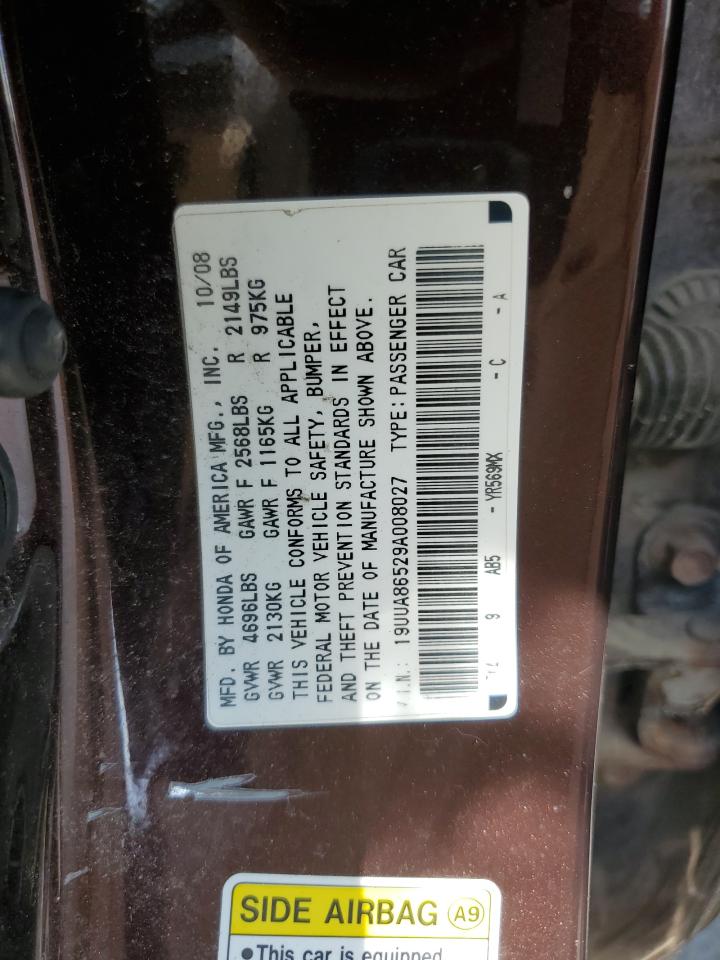 MFD. BY HONDA OF AMERICA MFG., INC. 10/08
GVWR 4696LBS GAWR F 2568LBS R 2149LBS
GVWR 2130KG GAWR F 1165KG R 975KG
THIS VEHICLE CONFORMS TO ALL APPLICABLE
FEDERAL MOTOR VEHICLE SAFETY, BUMPER,
AND THEFT PREVENTION STANDARDS IN EFFECT
ON THE DATE OF MANUFACTURE SHOWN ABOVE.
V.I.N.: 19UUA86529A008027 TYPE: PASSENGER CAR
9 AB5 - YR569MX - C - A
SIDE AIRBAG A9
●This car is equipped